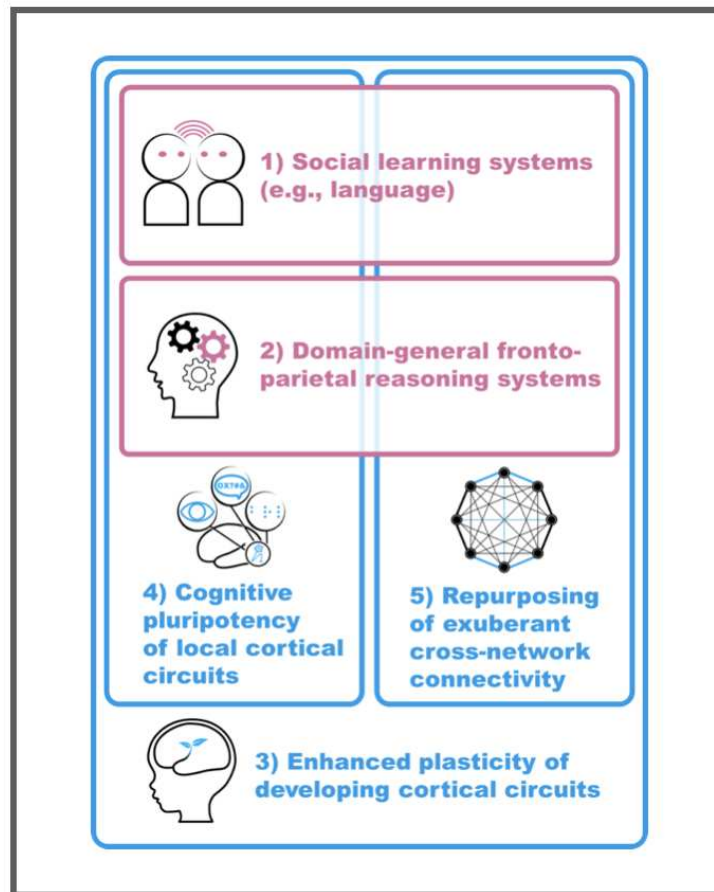 1) Social learning systems
(e.g., language)
2) Domain-general fronto-
parietal reasoning systems
0X?#&
4) Cognitive
pluripotency
of local cortical
circuits
5) Repurposing
of exuberant
cross-network
connectivity
3) Enhanced plasticity of
developing cortical circuits